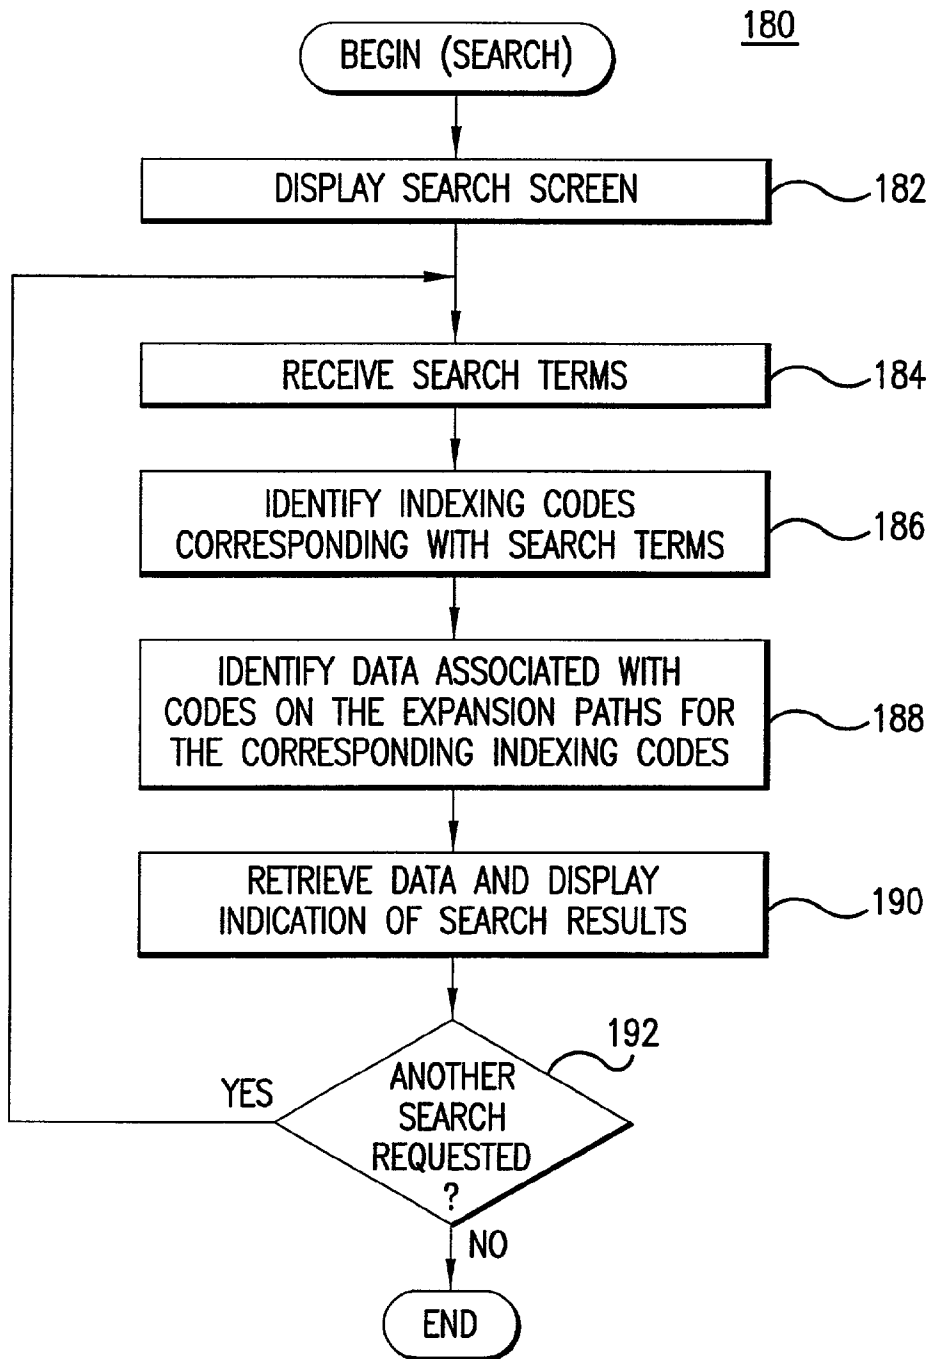 180
BEGIN (SEARCH)
DISPLAY SEARCH SCREEN
182
RECEIVE SEARCH TERMS
184
IDENTIFY INDEXING CODES
CORRESPONDING WITH SEARCH TERMS
186
IDENTIFY DATA ASSOCIATED WITH
CODES ON THE EXPANSION PATHS FOR
THE CORRESPONDING INDEXING CODES
188
RETRIEVE DATA AND DISPLAY
INDICATION OF SEARCH RESULTS
190
192
YES
ANOTHER
SEARCH
REQUESTED
?
NO
END